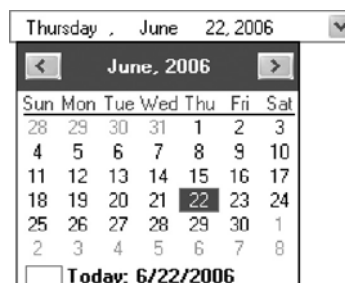 Thursday , June 22, 2006
June, 2006
Sun Mon Tue Wed Thu Fri Sat
28 29 30 31 1 2 3
4 5 6 7 8 9 10
11 12 13 14 15 16 17
18 19 20 21 22 23 24
25 26 27 28 29 30 1
2 3 4 5 6 7 8
Today: 6/22/2006